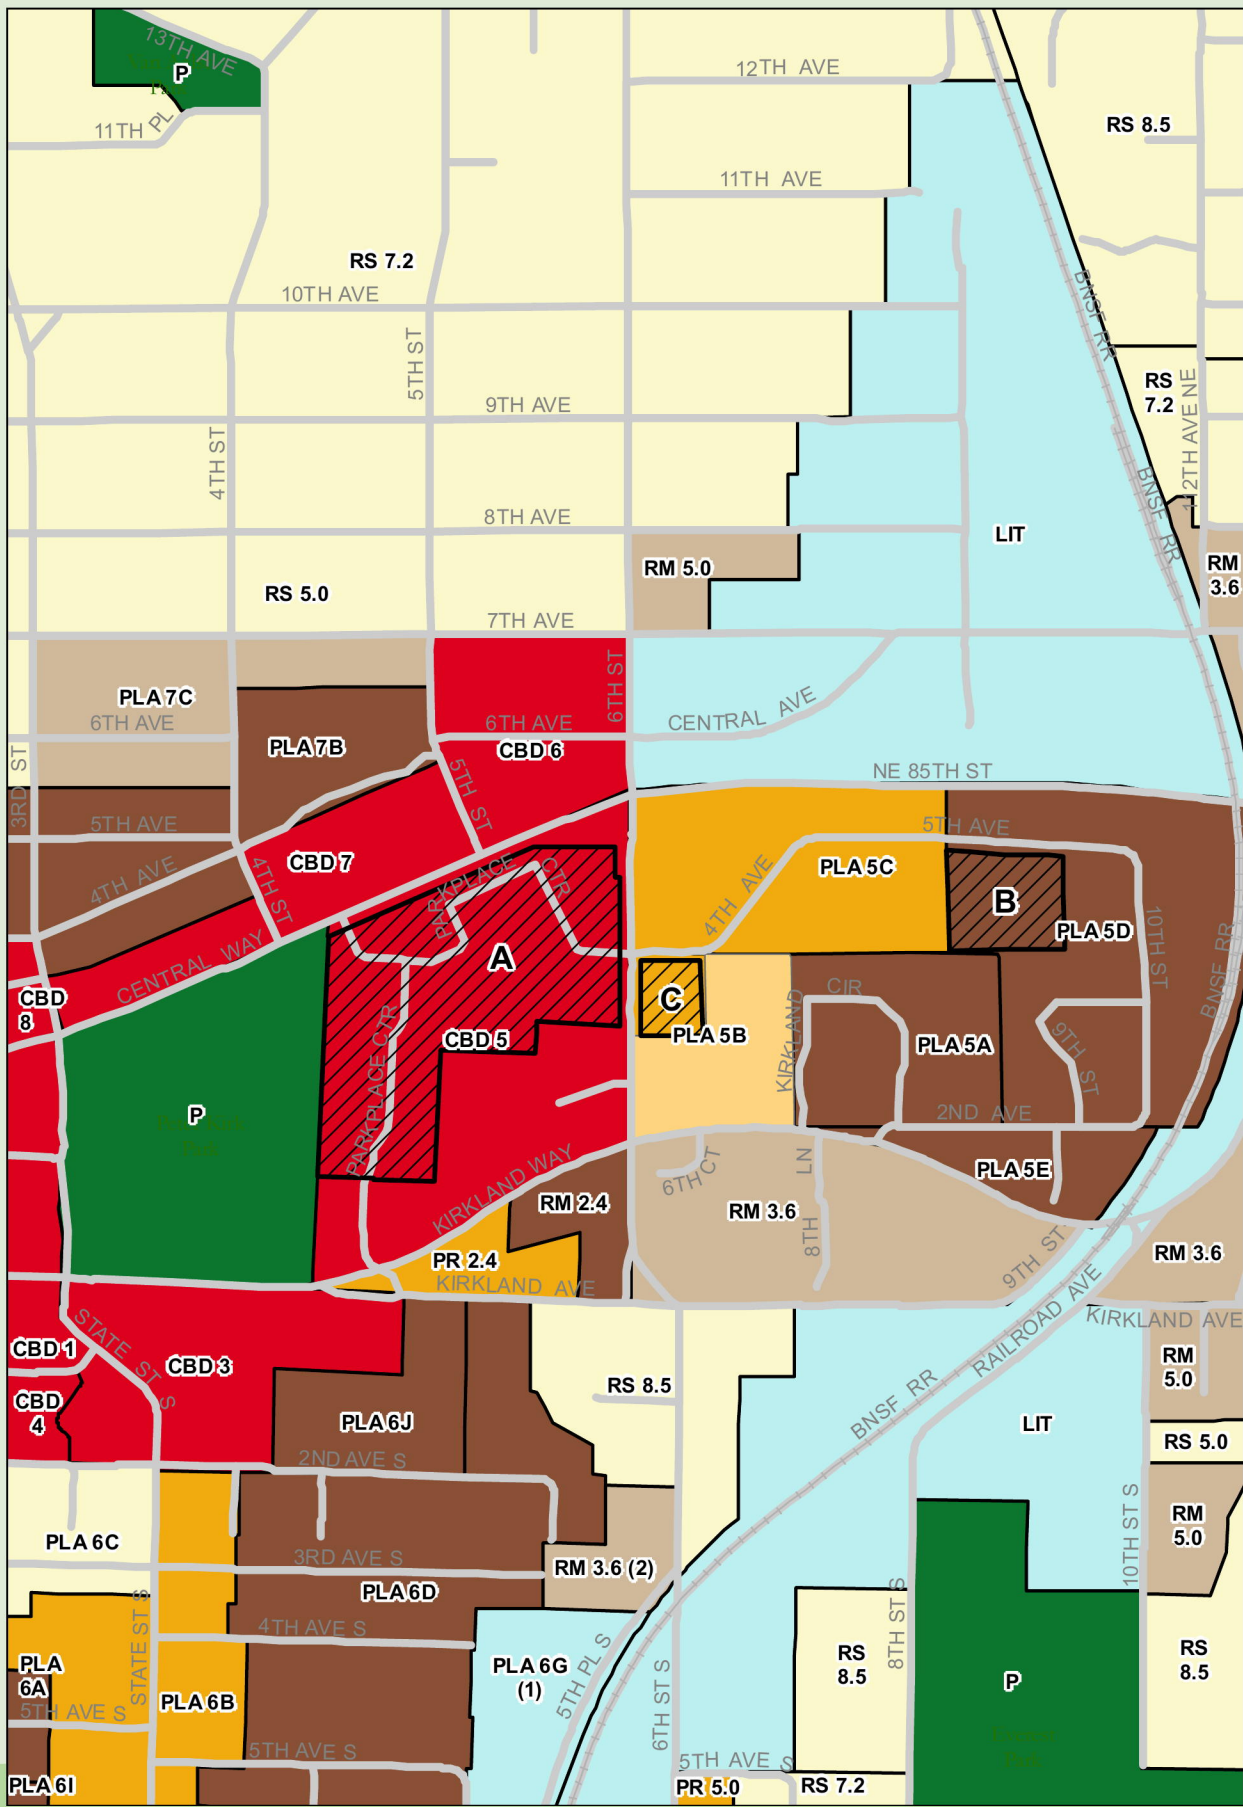 13TH AVE
P
11TH PL
12TH AVE
RS 8.5
11TH AVE
RS 7.2
10TH AVE
BNSF RR
5TH ST
RS
7.2
112TH AVE NE
9TH AVE
4TH ST
BNSF RR
8TH AVE
LIT
RM 5.0
RM
3.6
RS 5.0
7TH AVE
6TH ST
PLA 7C
6TH AVE
6TH AVE
CENTRAL AVE
PLA 7B
CBD 6
3RD ST
5TH ST
NE 85TH ST
5TH AVE
5TH AVE
4TH AVE
4TH ST
CBD 7
PARKPLACE CTR
4TH AVE
PLA 5C
B
PLA 5D
10TH ST
BNSF RR
CENTRAL WAY
A
CBD
8
C
PLA 5B
CIR
KIRKLAND
PARKPLACE CTR
CBD 5
PLA 5A
9TH ST
P
2ND AVE
KIRKLAND WAY
6TH CT
LN
8TH
PLA 5E
RM 2.4
RM 3.6
9TH ST
RM 3.6
PR 2.4
KIRKLAND AVE
RAILROAD AVE
KIRKLAND AVE
STATE ST S
CBD 1
CBD 3
RM
5.0
CBD
4
RS 8.5
BNSF RR
PLA 6J
LIT
RS 5.0
2ND AVE S
10TH ST S
RM
5.0
PLA 6C
3RD AVE S
RM 3.6 (2)
PLA 6D
STATE ST S
4TH AVE S
8TH ST S
PLA
6A
PLA 6G
(1)
5TH PL S
6TH ST S
RS
8.5
P
RS
8.5
PLA 6B
5TH AVE S
5TH AVE S
5TH AVE S
PLA 6I
PR 5.0
RS 7.2